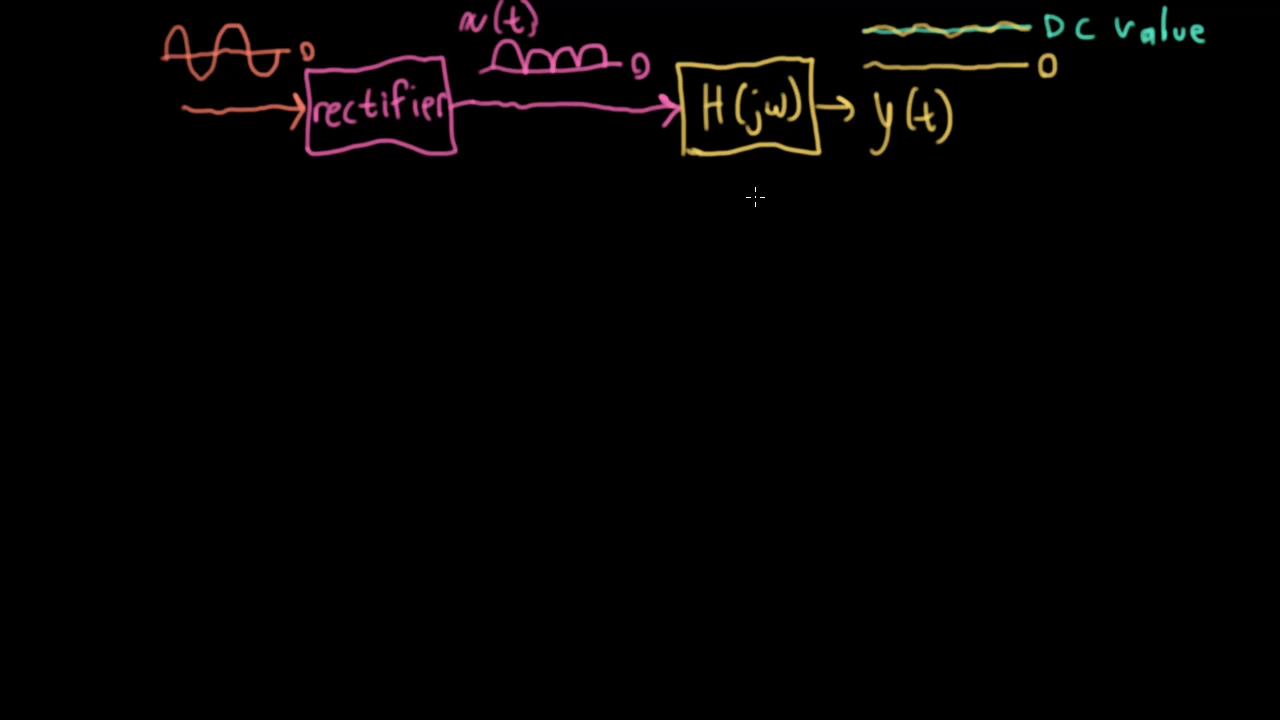 x(t)
DC value
0
0
0
rectifier
H(jω)
y(t)